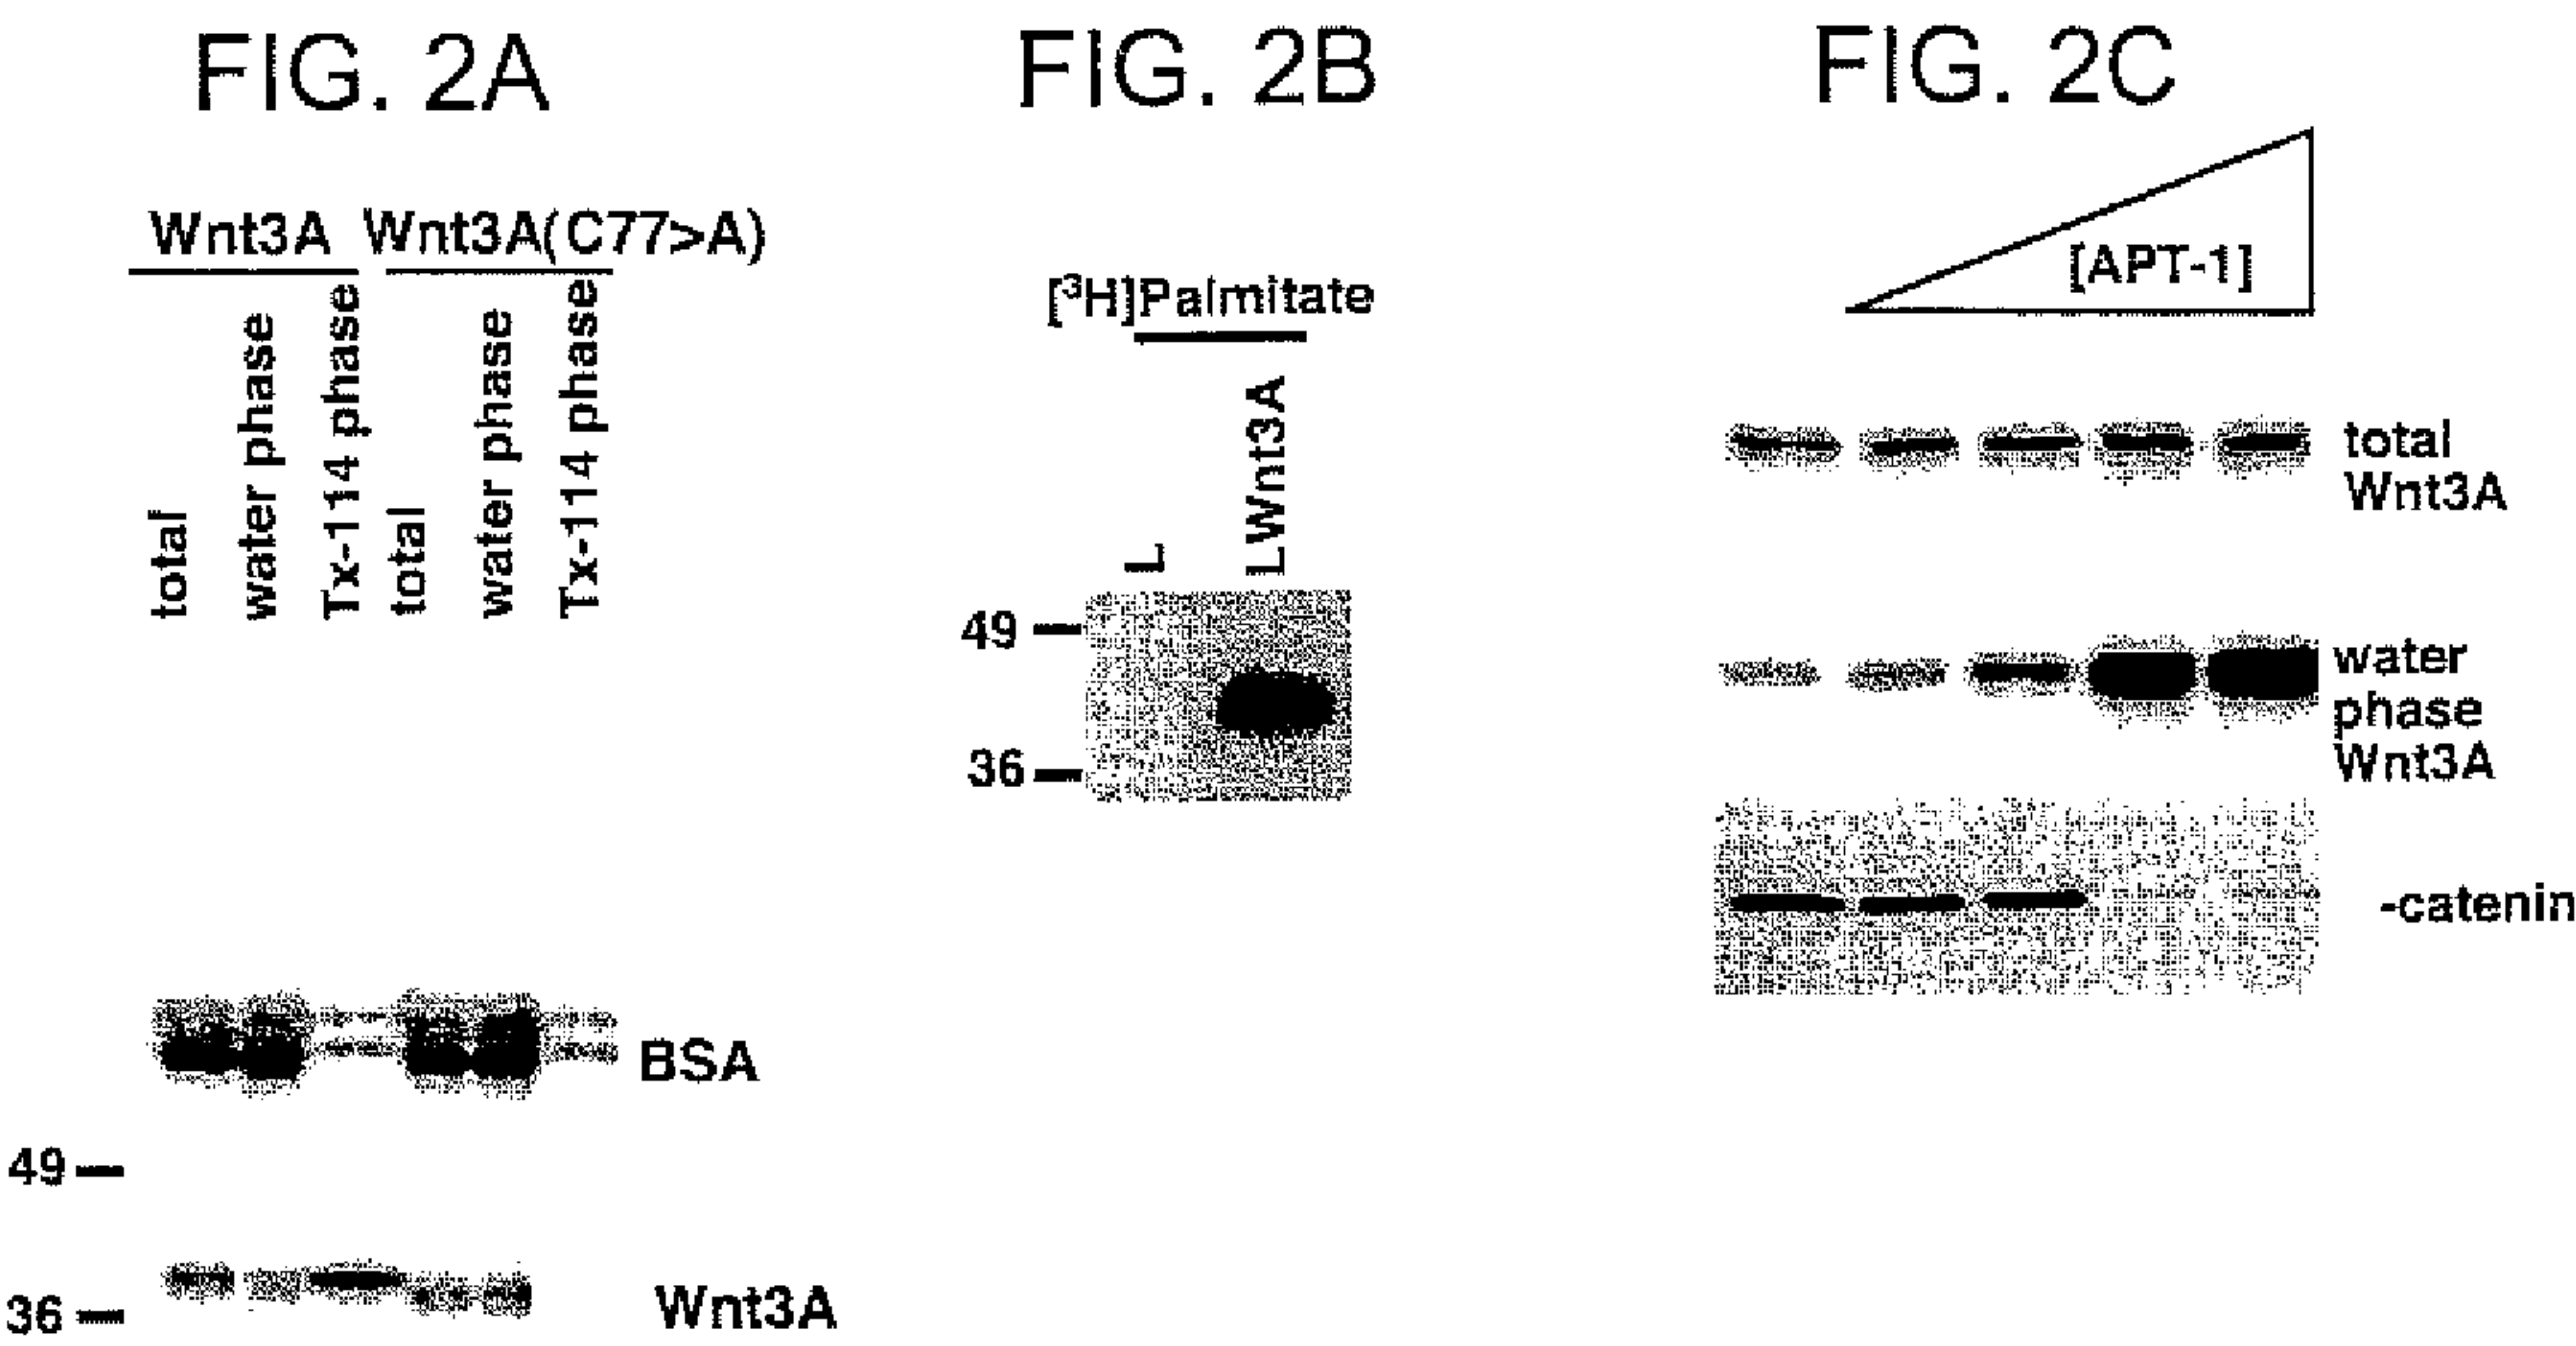 FIG. 2A
Wnt3A Wnt3A(C77>A)
total
water phase
Tx-114 phase
total
water phase
Tx-114 phase
BSA
49
36
Wnt3A
FIG. 2B
[³H]Palmitate
L
LWnt3A
49
36
FIG. 2C
[APT-1]
total
Wnt3A
water
phase
Wnt3A
-catenin